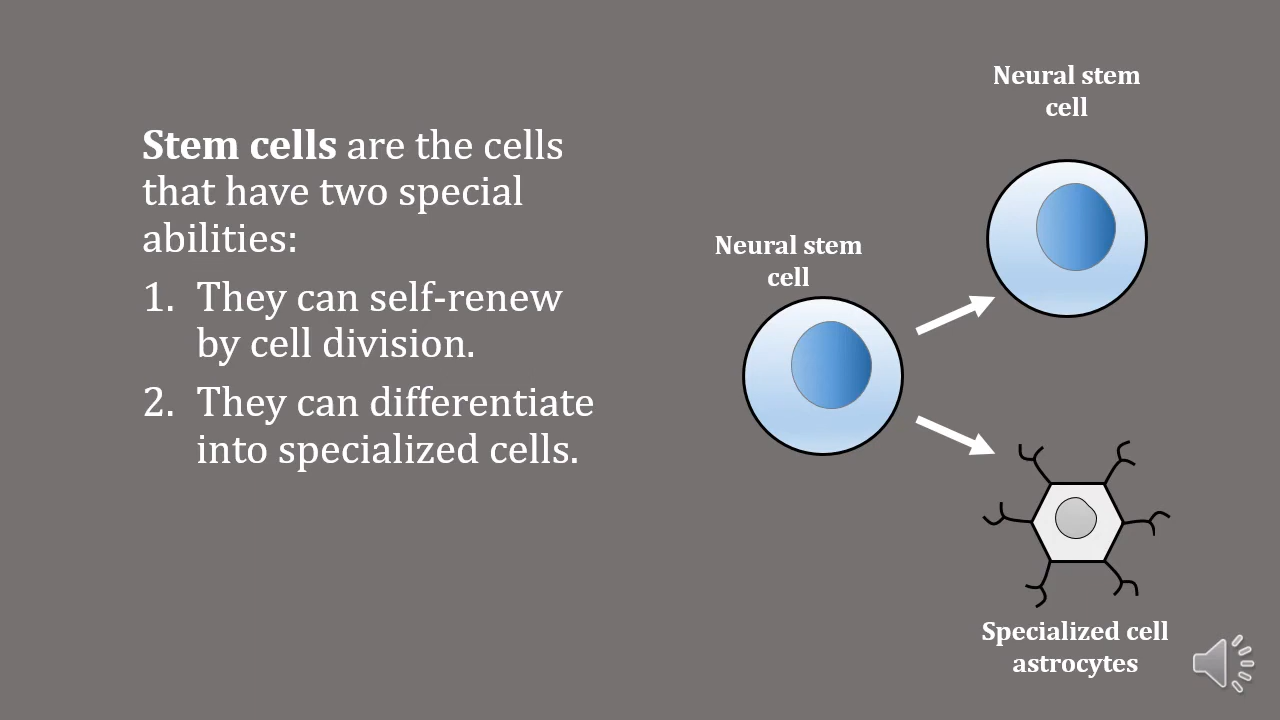 Stem cells are the cells
that have two special
abilities:
1. They can self-renew
by cell division.
2. They can differentiate
into specialized cells.
Neural stem
cell
Neural stem
cell
Specialized cell
astrocytes